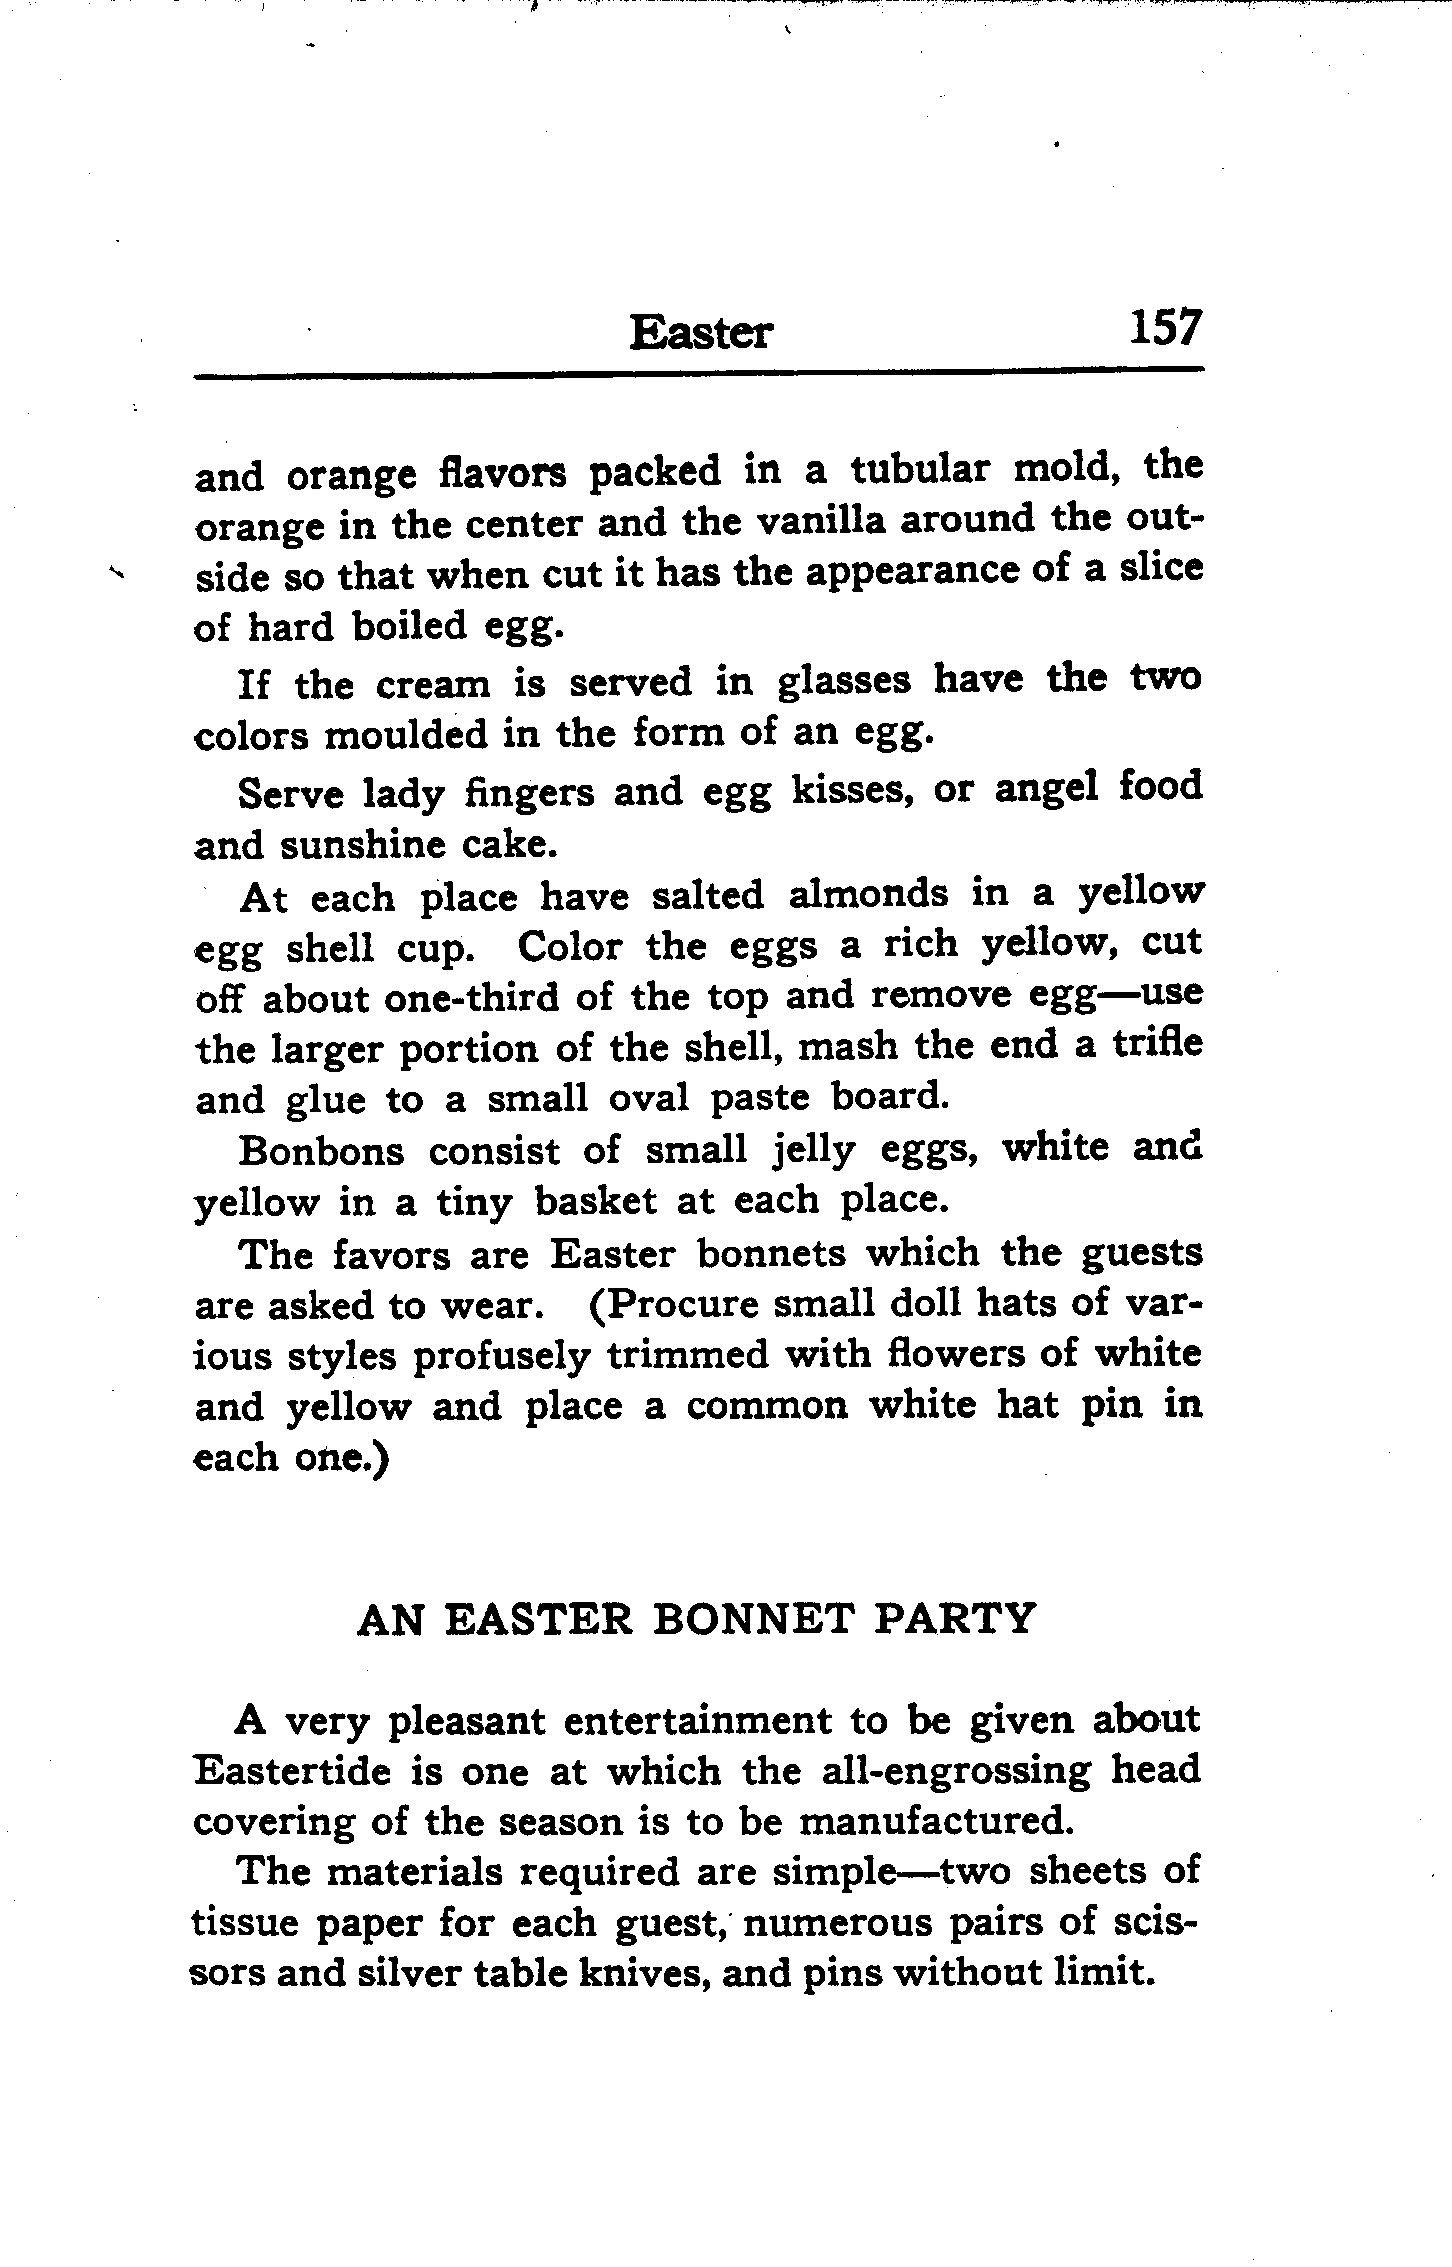 Easter 157
and orange flavors packed in a tubular mold, the
orange in the center and the vanilla around the out-
side so that when cut it has the appearance of a slice
of hard boiled egg.
If the cream is served in glasses have the two
colors moulded in the form of an egg.
Serve lady fingers and egg kisses, or angel food
and sunshine cake.
At each place have salted almonds in a yellow
egg shell cup. Color the eggs a rich yellow, cut
off about one-third of the top and remove egg—use
the larger portion of the shell, mash the end a trifle
and glue to a small oval paste board.
Bonbons consist of small jelly eggs, white and
yellow in a tiny basket at each place.
The favors are Easter bonnets which the guests
are asked to wear. (Procure small doll hats of var-
ious styles profusely trimmed with flowers of white
and yellow and place a common white hat pin in
each one.)
AN EASTER BONNET PARTY
A very pleasant entertainment to be given about
Eastertide is one at which the all-engrossing head
covering of the season is to be manufactured.
The materials required are simple—two sheets of
tissue paper for each guest, numerous pairs of scis-
sors and silver table knives, and pins without limit.